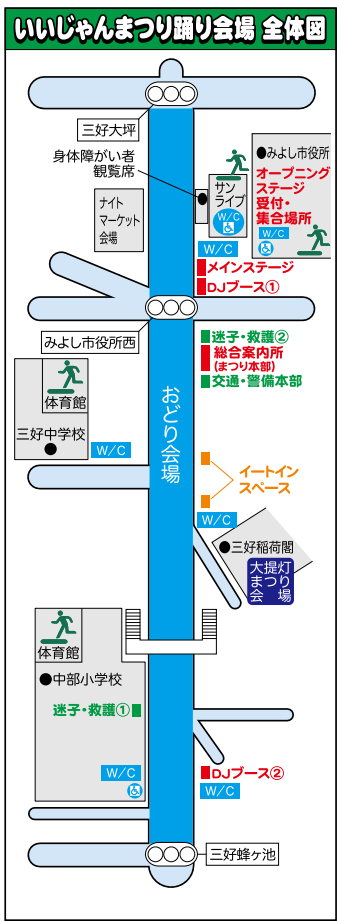 いいじゃんまつり踊り会場 全体図
三好大坪
身体障がい者
観覧席
ナイト
マーケット
会場
サン
ライブ
W/C
●みよし市役所
オープニング
ステージ
受付・
集合場所
W/C
W/C
メインステージ
DJブース①
みよし市役所西
迷子・救護②
総合案内所
(まつり本部)
交通・警備本部
体育館
三好中学校
W/C
おどり会場
イートイン
スペース
W/C
●三好稲荷閣
大提灯
まつり
会場
体育館
●中部小学校
迷子・救護①
W/C
DJブース②
W/C
三好蜂ヶ池